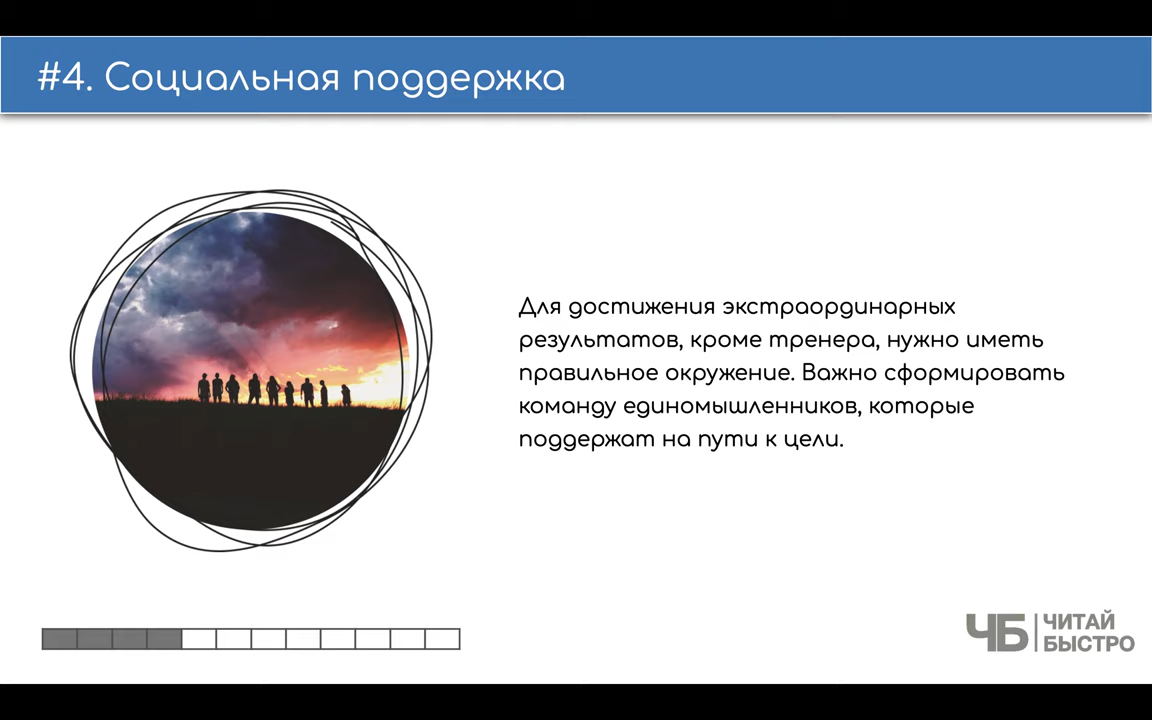 #4. Социальная поддержка
Для достижения экстраординарных
результатов, кроме тренера, нужно иметь
правильное окружение. Важно сформировать
команду единомышленников, которые
поддержат на пути к цели.
ЧБ
ЧИТАЙ
БЫСТРО